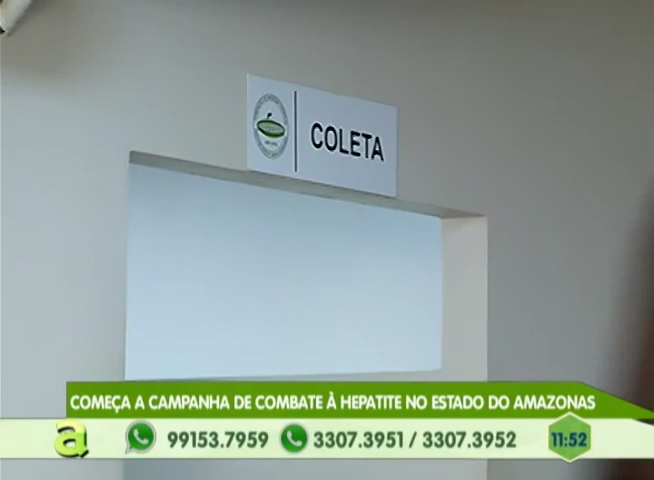 COLETA
COMEÇA A CAMPANHA DE COMBATE À HEPATITE NO ESTADO DO AMAZONAS
a 99153.7959 3307.3951 / 3307.3952 11:52